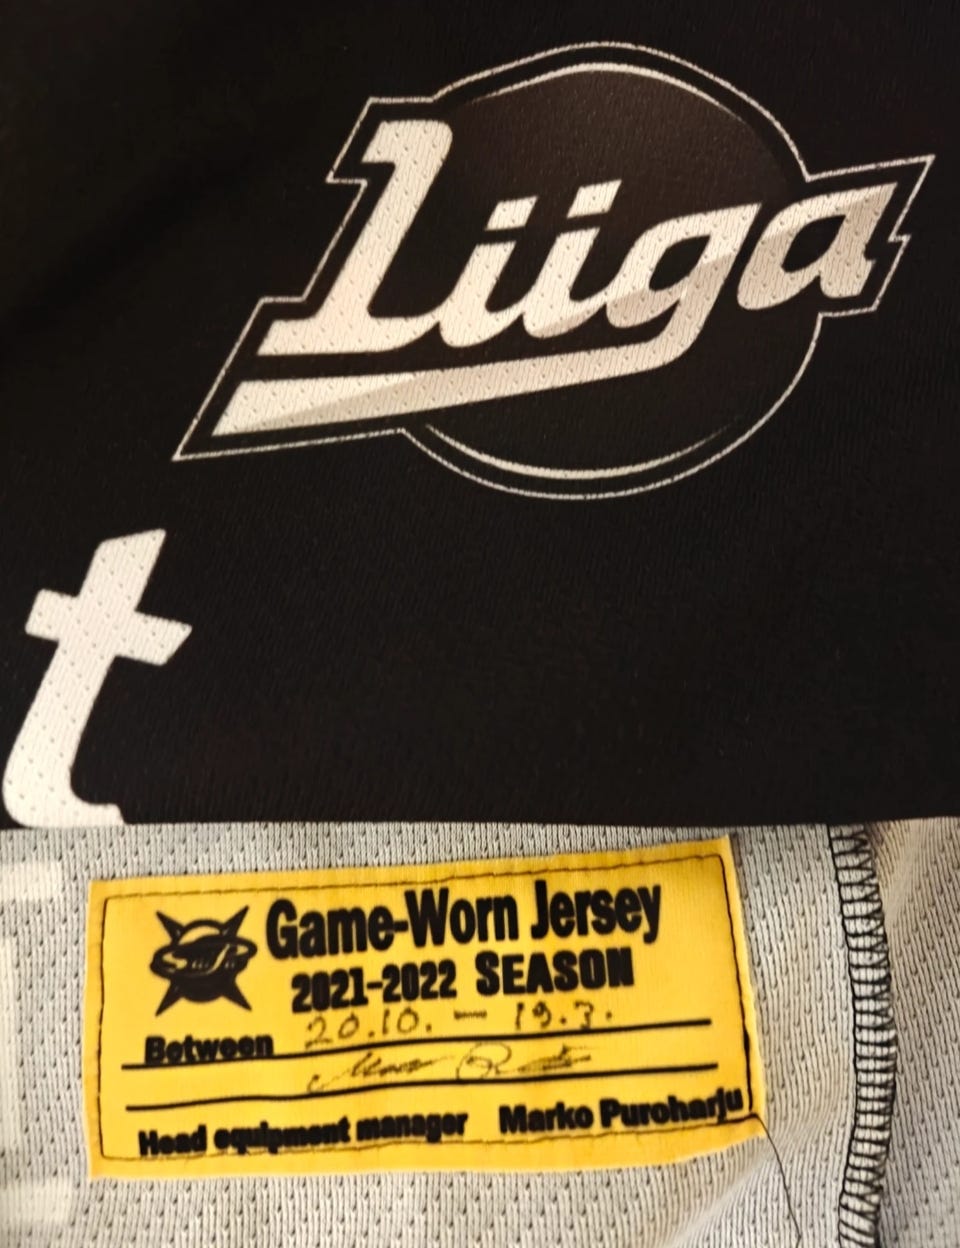 Liiga
t
Game-Worn Jersey
2021-2022 SEASON
Between 20.10. — 19.3.
Head equipment manager Marko Puroharju